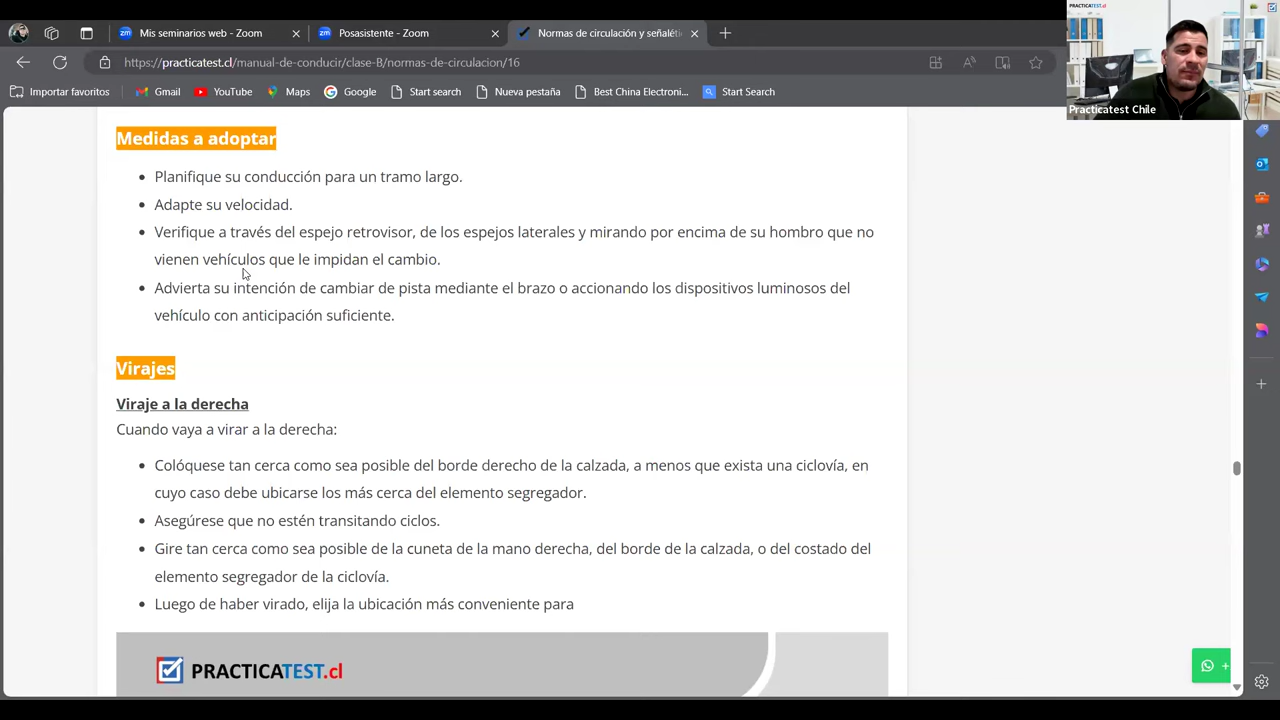 Mis seminarios web - Zoom
Posasistente - Zoom
Normas de circulación y señaléti
https://practicatest.cl/manual-de-conducir/clase-B/normas-de-circulacion/16
Importar favoritos
Gmail
YouTube
Maps
Google
Start search
Nueva pestaña
Best China Electroni...
Start Search
PRACTICATEST.cl
Practicatest Chile
Medidas a adoptar
• Planifique su conducción para un tramo largo.
• Adapte su velocidad.
• Verifique a través del espejo retrovisor, de los espejos laterales y mirando por encima de su hombro que no
vienen vehículos que le impidan el cambio.
• Advierta su intención de cambiar de pista mediante el brazo o accionando los dispositivos luminosos del
vehículo con anticipación suficiente.
Virajes
Viraje a la derecha
Cuando vaya a virar a la derecha:
• Colóquese tan cerca como sea posible del borde derecho de la calzada, a menos que exista una ciclovía, en
cuyo caso debe ubicarse los más cerca del elemento segregador.
• Asegúrese que no estén transitando ciclos.
• Gire tan cerca como sea posible de la cuneta de la mano derecha, del borde de la calzada, o del costado del
elemento segregador de la ciclovía.
• Luego de haber virado, elija la ubicación más conveniente para
PRACTICATEST.cl